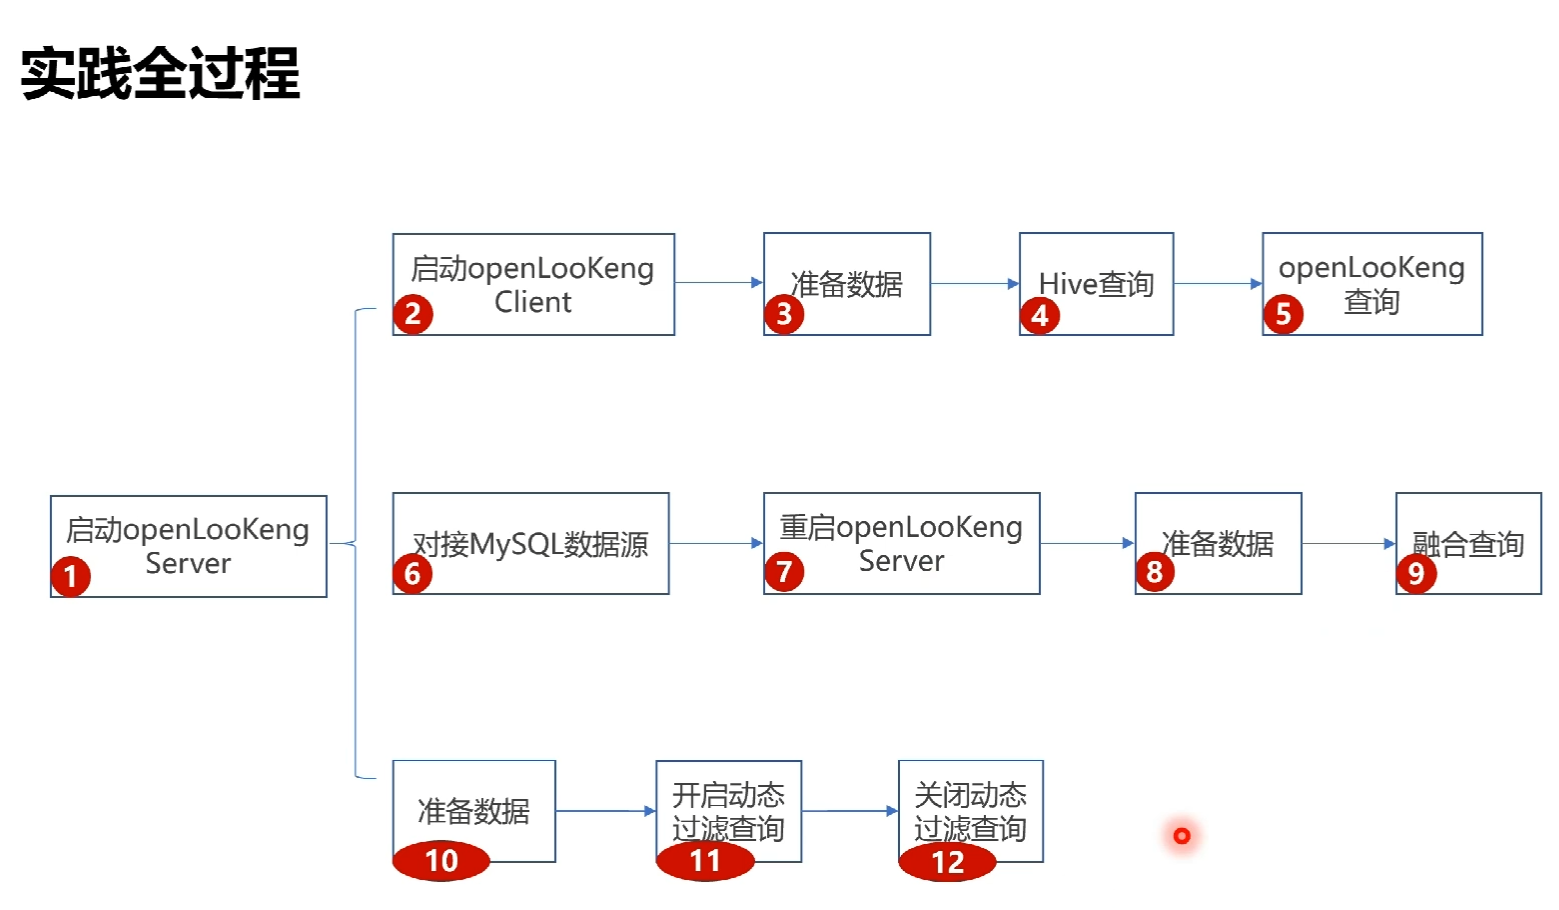 实践全过程
启动openLooKeng
Client
2
准备数据
3
Hive查询
4
openLooKeng
查询
5
启动openLooKeng
Server
1
对接MySQL数据源
6
重启openLooKeng
Server
7
准备数据
8
融合查询
9
准备数据
10
开启动态
过滤查询
11
关闭动态
过滤查询
12